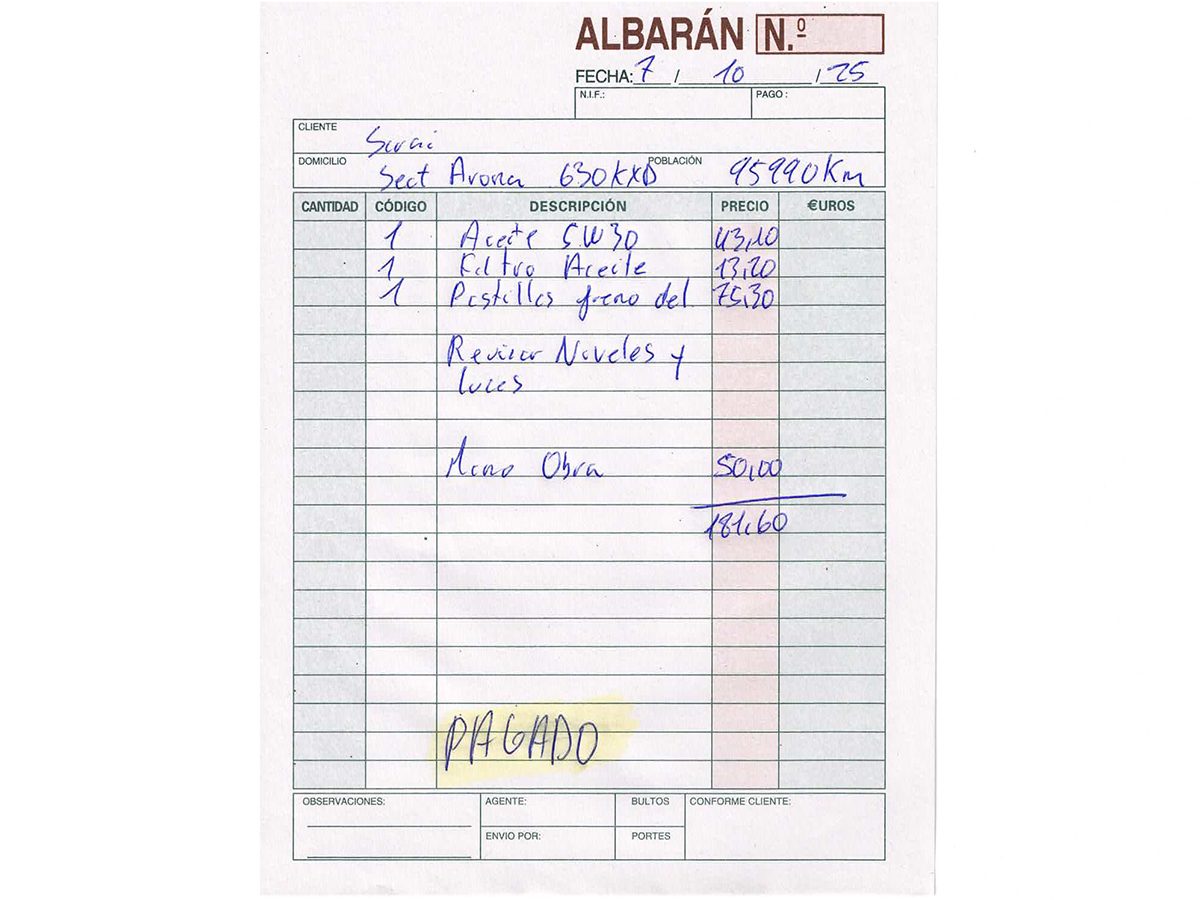 ALBARÁN N.º
FECHA: 7 / 10 / 25
N.I.F.: PAGO:
CLIENTE
Surai
DOMICILIO POBLACIÓN
Seat Arona 630KXD 95990Km
CANTIDAD CÓDIGO DESCRIPCIÓN PRECIO €UROS
1 Aceite 5W30 43,10
1 Filtro Aceite 13,20
1 Pastillas freno del 75,30
Revisar Niveles y
luces
Mano Obra 50,00
181,60
PAGADO
OBSERVACIONES: AGENTE: BULTOS CONFORME CLIENTE:
ENVIO POR: PORTES